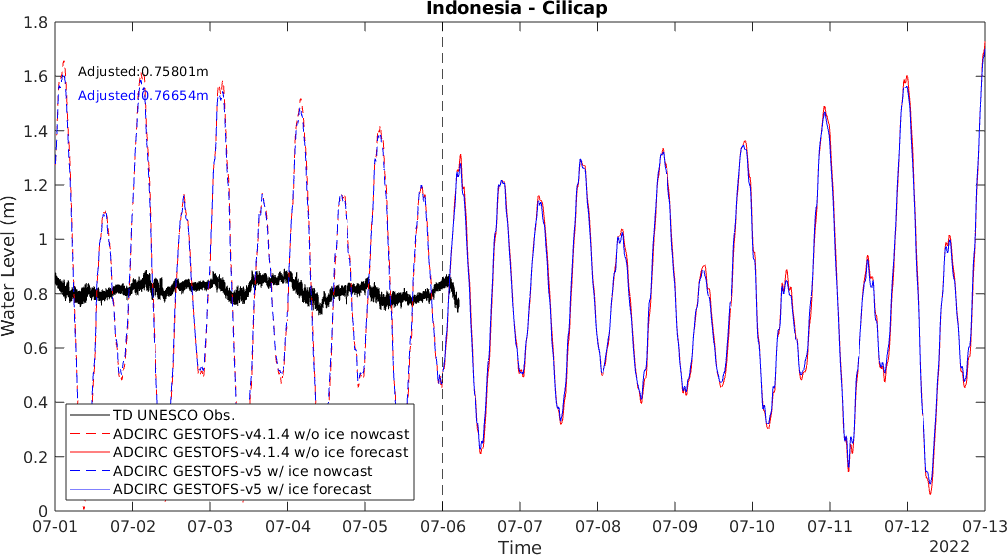 Indonesia - Cilicap
1.8
1.6
1.4
1.2
1
0.8
0.6
0.4
0.2
0
Water Level (m)
Adjusted:0.75801m
Adjusted:0.76654m
TD UNESCO Obs.
ADCIRC GESTOFS-v4.1.4 w/o ice nowcast
ADCIRC GESTOFS-v4.1.4 w/o ice forecast
ADCIRC GESTOFS-v5 w/ ice nowcast
ADCIRC GESTOFS-v5 w/ ice forecast
07-01 07-02 07-03 07-04 07-05 07-06 07-07 07-08 07-09 07-10 07-11 07-12 07-13
Time
2022